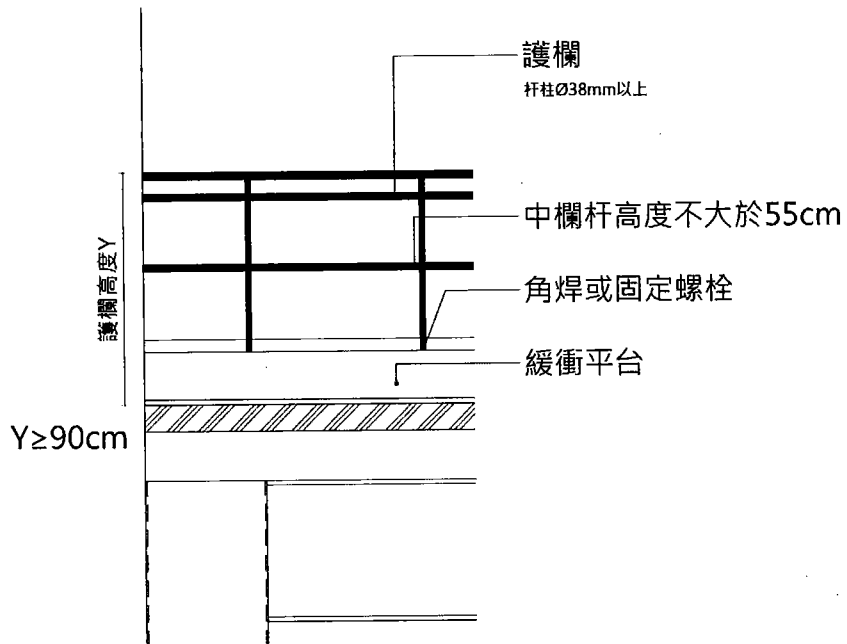 護欄
杆柱Ø38mm以上
中欄杆高度不大於55cm
角焊或固定螺栓
緩衝平台
護欄高度Y
Y≥90cm